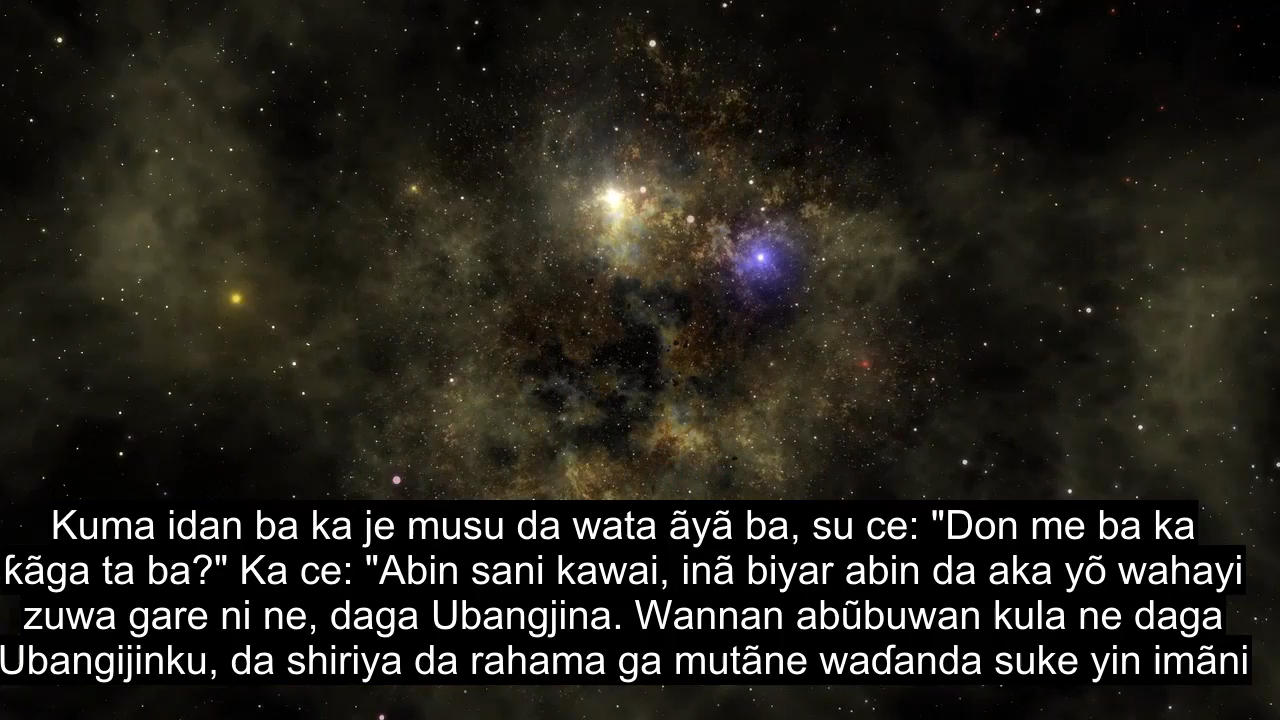 Kuma idan ba ka je musu da wata ãyã ba, su ce: "Don me ba ka
ƙãga ta ba?" Ka ce: "Abin sani kawai, inã biyar abin da aka yõ wahayi
zuwa gare ni ne, daga Ubangjina. Wannan abũbuwan kula ne daga
Ubangijinku, da shiriya da rahama ga mutãne waɗanda suke yin imãni